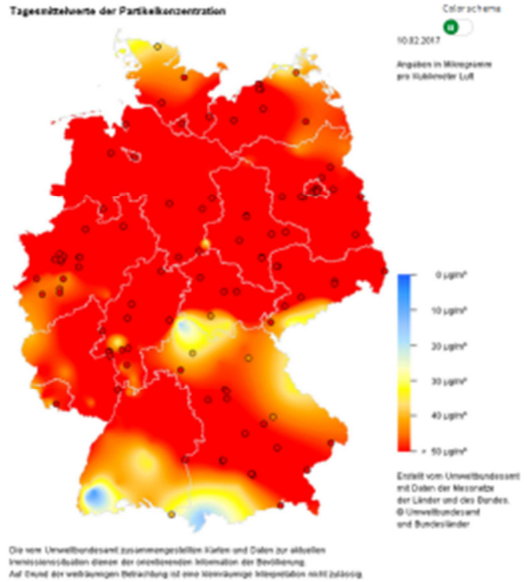 Tagesmittelwerte der Partikelkonzentration
Color schema
10.02.2017
Angaben in Mikrogramm
pro Kubikmeter Luft
0 µg/m³
10 µg/m³
20 µg/m³
30 µg/m³
40 µg/m³
> 50 µg/m³
Erstellt vom Umweltbundesamt
mit Daten der Messnetze
der Länder und des Bundes.
© Umweltbundesamt
und Bundesländer
Die vom Umweltbundesamt zusammengestellten Karten und Daten zur aktuellen
Immissionssituation dienen der orientierenden Information der Bevölkerung.
Auf Grund der weiträumigen Betrachtung ist eine kleinräumige Interpretation nicht zulässig.